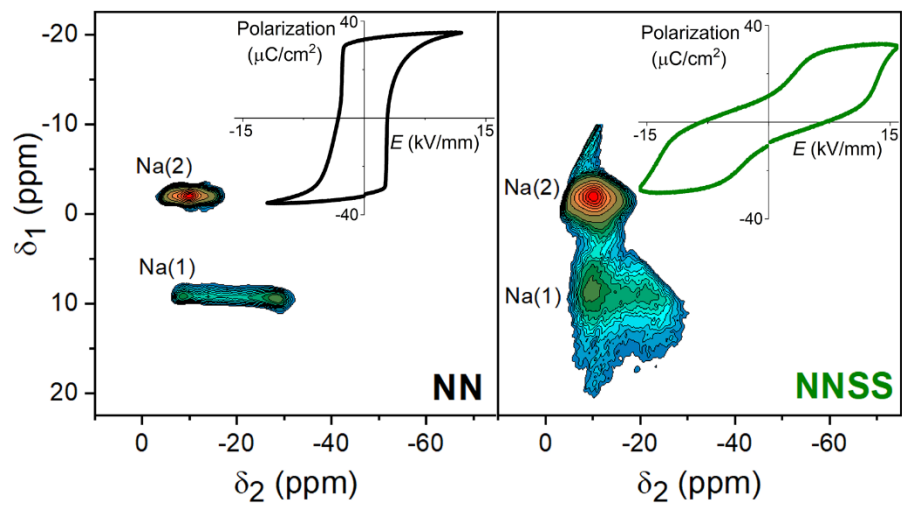 -20
-10
0
10
20
δ1 (ppm)
Polarization
(μC/cm2)
40
-15
15
E (kV/mm)
-40
Na(2)
Na(1)
NN
0
-20
-40
-60
δ2 (ppm)
Polarization
(μC/cm2)
40
-15
15
E (kV/mm)
-40
Na(2)
Na(1)
NNSS
0
-20
-40
-60
δ2 (ppm)